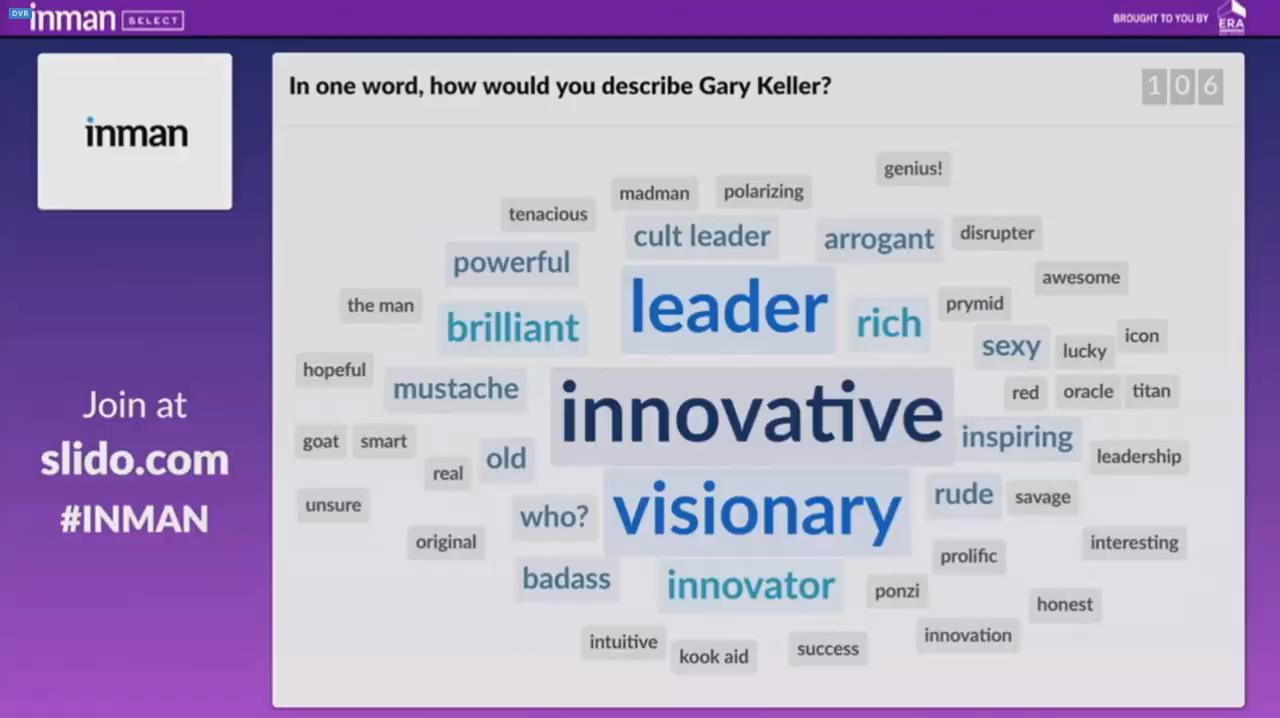 DVR
inman SELECT
BROUGHT TO YOU BY
ERA
inman
In one word, how would you describe Gary Keller?
106
genius!
madman
polarizing
tenacious
cult leader
arrogant
disrupter
powerful
awesome
leader
the man
prymid
brilliant
rich
icon
sexy
lucky
hopeful
mustache
innovative
red
oracle
titan
goat
smart
inspiring
old
leadership
real
rude
savage
unsure
who?
visionary
original
interesting
prolific
badass
innovator
ponzi
honest
innovation
intuitive
kook aid
success
Join at
slido.com
#INMAN